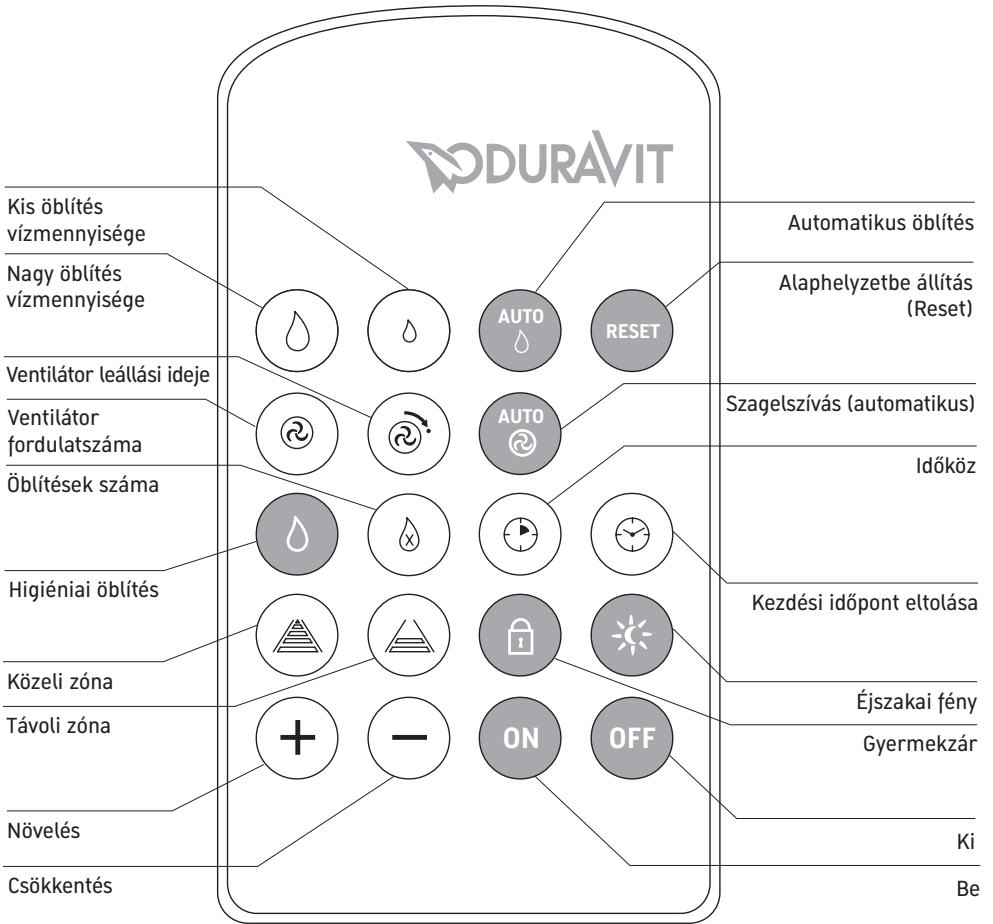 DURAVIT
Kis öblítés
vízmennyisége
Nagy öblítés
vízmennyisége
Ventilátor leállási ideje
Ventilátor
fordulatszáma
Öblítések száma
Higiéniai öblítés
Közeli zóna
Távoli zóna
Növelés
Csökkentés
AUTO
RESET
AUTO
X
ON
OFF
Automatikus öblítés
Alaphelyzetbe állítás
(Reset)
Szagelszívás (automatikus)
Időköz
Kezdési időpont eltolása
Éjszakai fény
Gyermekzár
Ki
Be